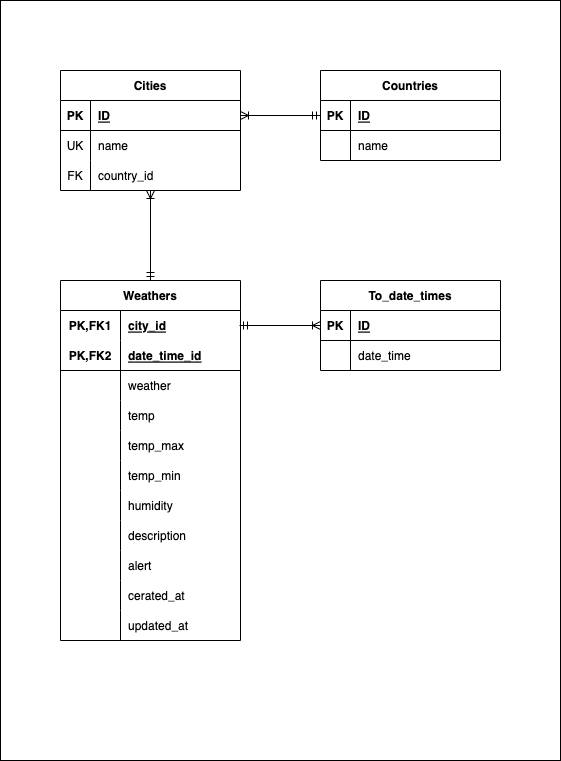 Cities
PK ID
UK name
FK country_id
Countries
PK ID
name
Weathers
PK,FK1 city_id
PK,FK2 date_time_id
weather
temp
temp_max
temp_min
humidity
description
alert
cerated_at
updated_at
To_date_times
PK ID
date_time